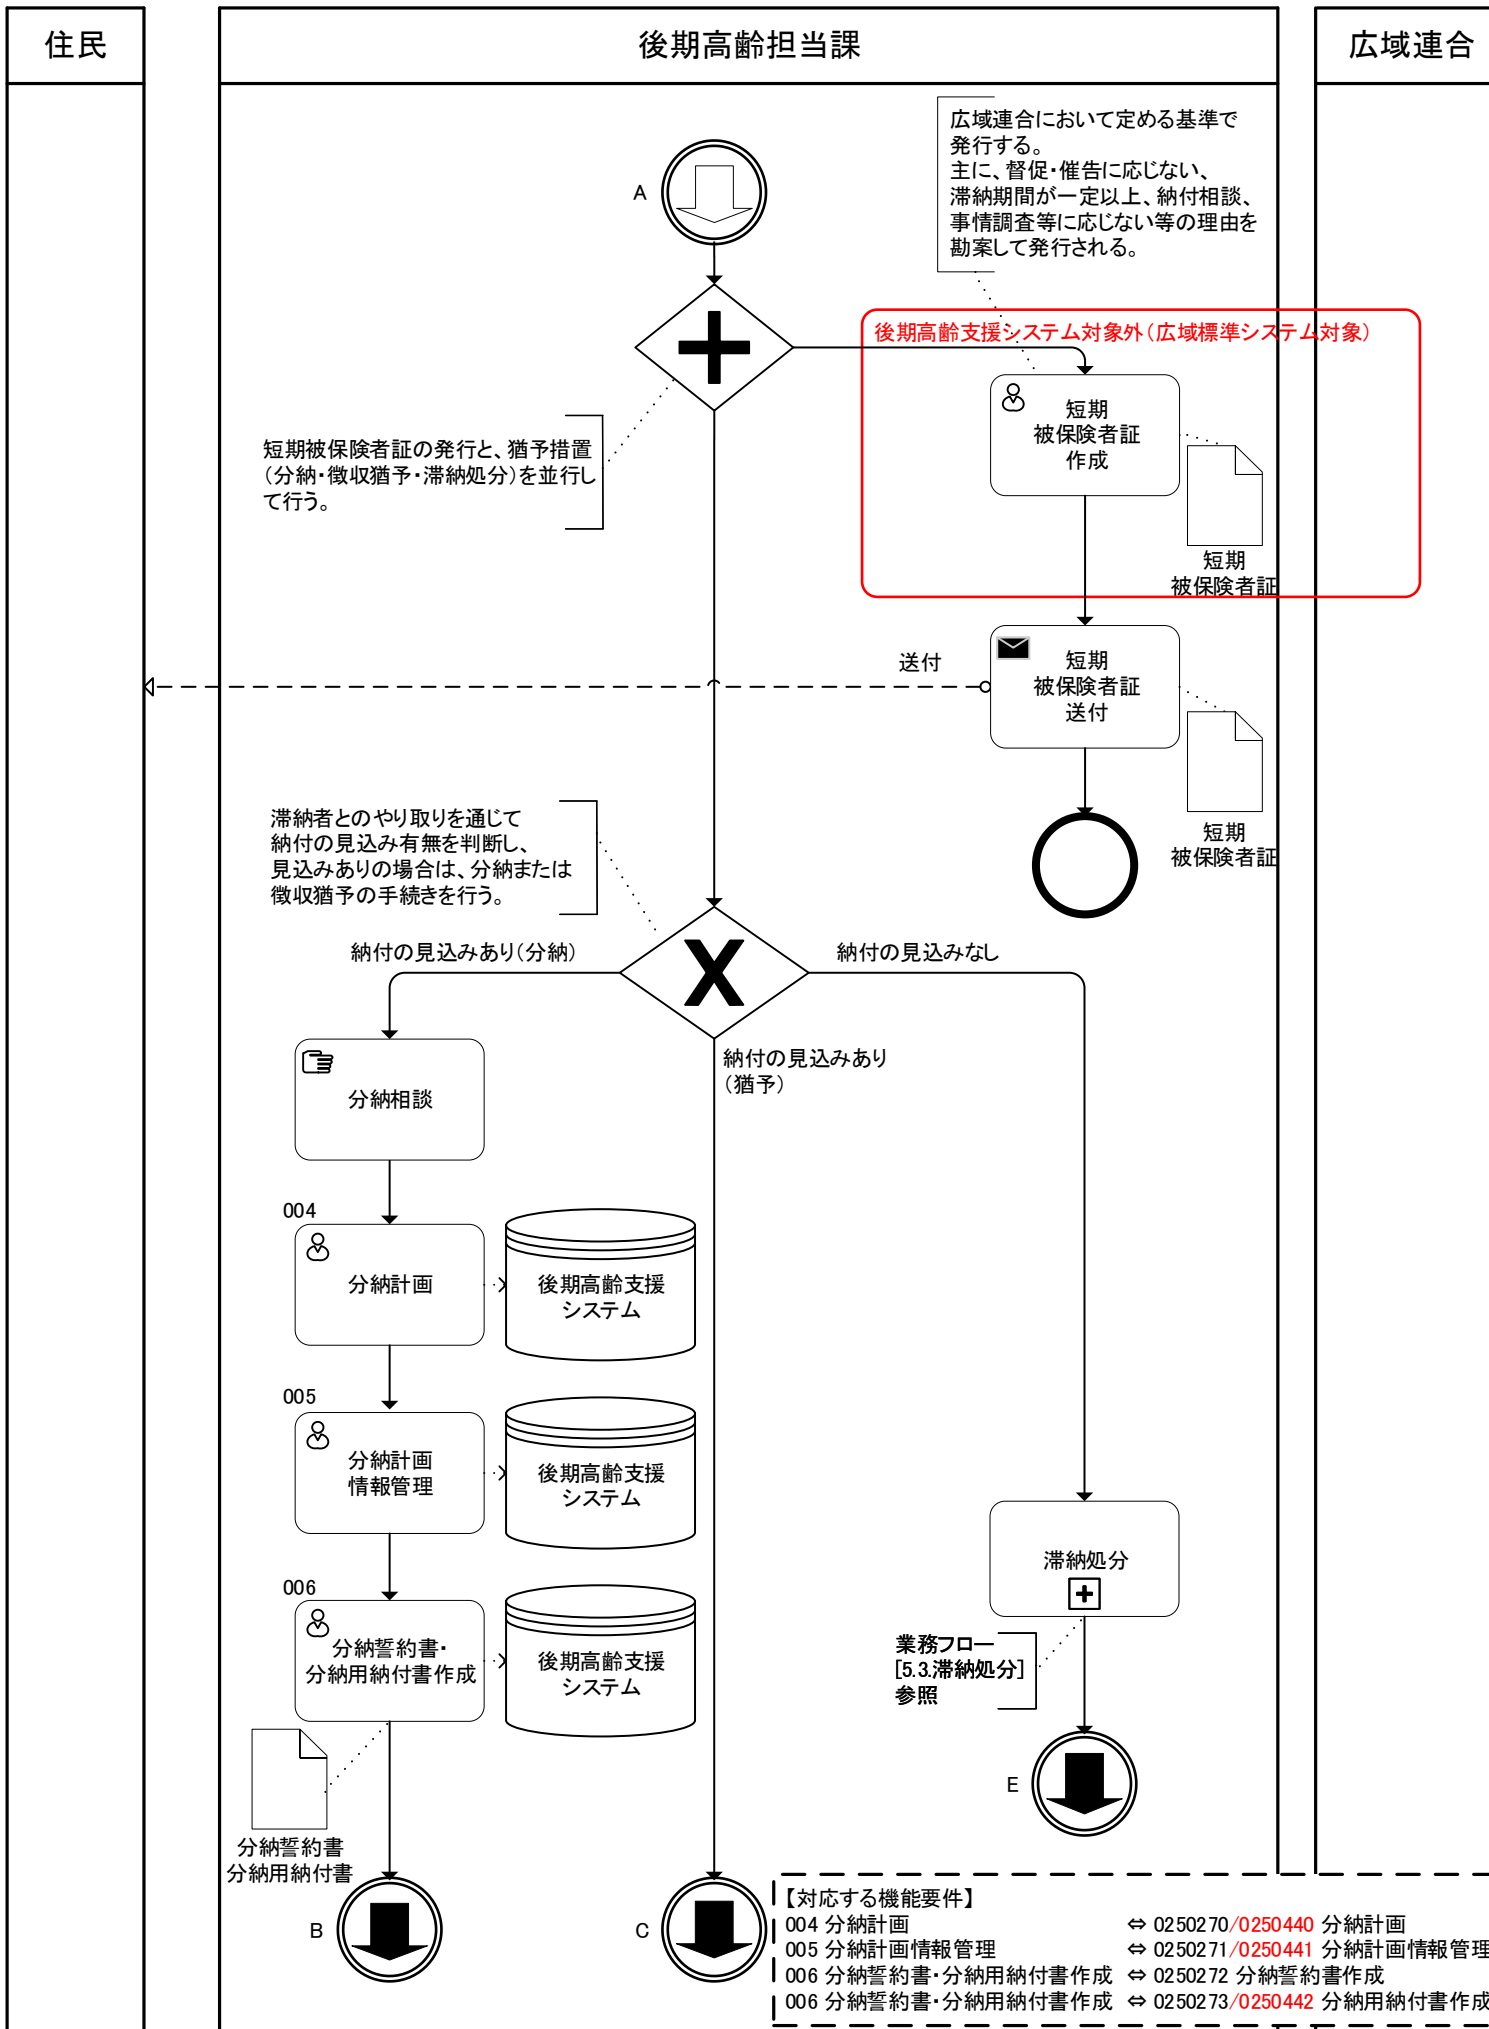 住民
後期高齢担当課
広域連合
広域連合において定める基準で
発行する。
主に、督促・催告に応じない、
滞納期間が一定以上、納付相談、
事情調査等に応じない等の理由を
勘案して発行される。
A
後期高齢支援システム対象外（広域標準システム対象）
短期
被保険者証
作成
短期被保険者証の発行と、猶予措置
（分納・徴収猶予・滞納処分）を並行し
て行う。
短期
被保険者証
送付
短期
被保険者証
送付
短期
被保険者証
滞納者とのやり取りを通じて
納付の見込み有無を判断し、
見込みありの場合は、分納または
徴収猶予の手続きを行う。
納付の見込みあり（分納）
X
納付の見込みなし
納付の見込みあり
（猶予）
分納相談
004
分納計画
後期高齢支援
システム
005
分納計画
情報管理
後期高齢支援
システム
006
分納誓約書・
分納用納付書作成
後期高齢支援
システム
滞納処分
業務フロー
[5.3.滞納処分]
参照
E
分納誓約書
分納用納付書
B
C
【対応する機能要件】
004 分納計画 ⇔ 0250270/0250440 分納計画
005 分納計画情報管理 ⇔ 0250271/0250441 分納計画情報管理
006 分納誓約書・分納用納付書作成 ⇔ 0250272 分納誓約書作成
006 分納誓約書・分納用納付書作成 ⇔ 0250273/0250442 分納用納付書作成